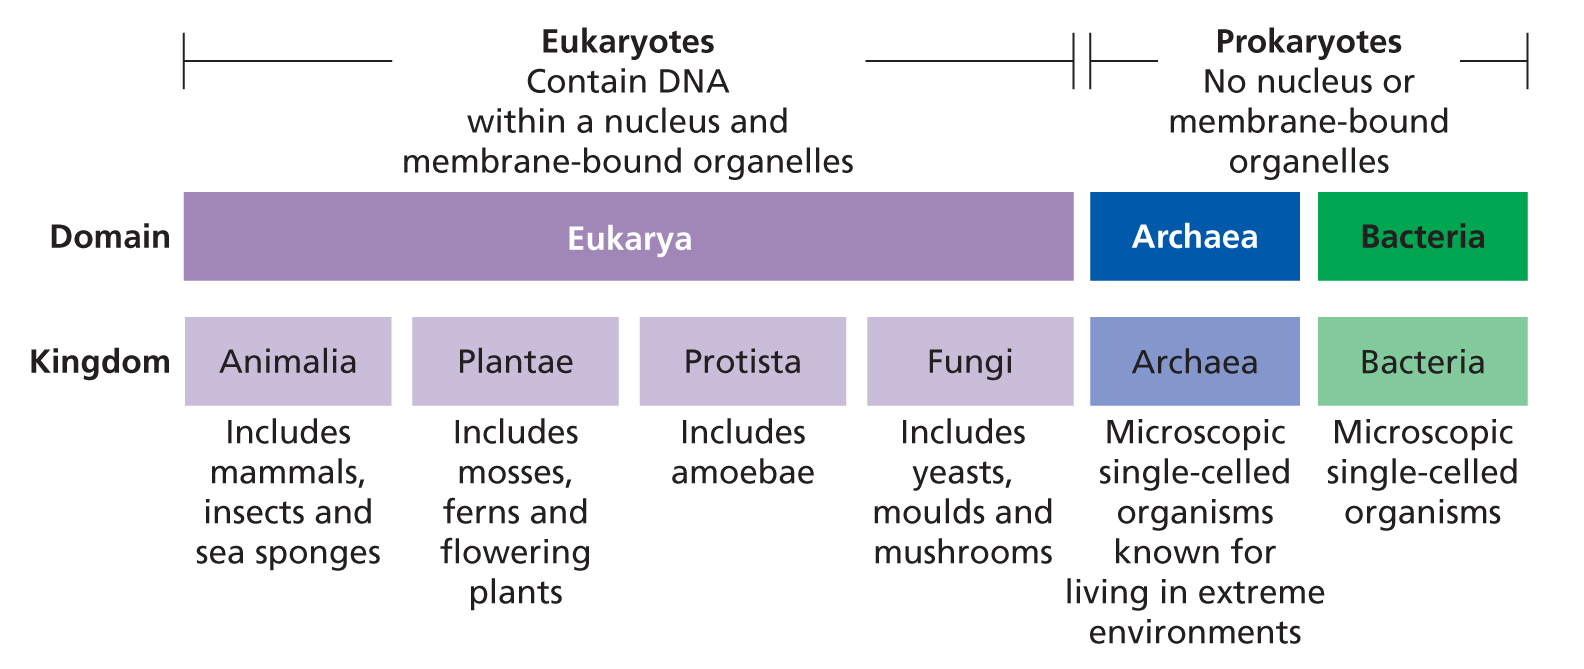 Eukaryotes
Contain DNA
within a nucleus and
membrane-bound organelles
Prokaryotes
No nucleus or
membrane-bound
organelles
Domain
Eukarya
Archaea
Bacteria
Kingdom
Animalia
Plantae
Protista
Fungi
Archaea
Bacteria
Includes
mammals,
insects and
sea sponges
Includes
mosses,
ferns and
flowering
plants
Includes
amoebae
Includes
yeasts,
moulds and
mushrooms
Microscopic
single-celled
organisms
known for
living in extreme
environments
Microscopic
single-celled
organisms